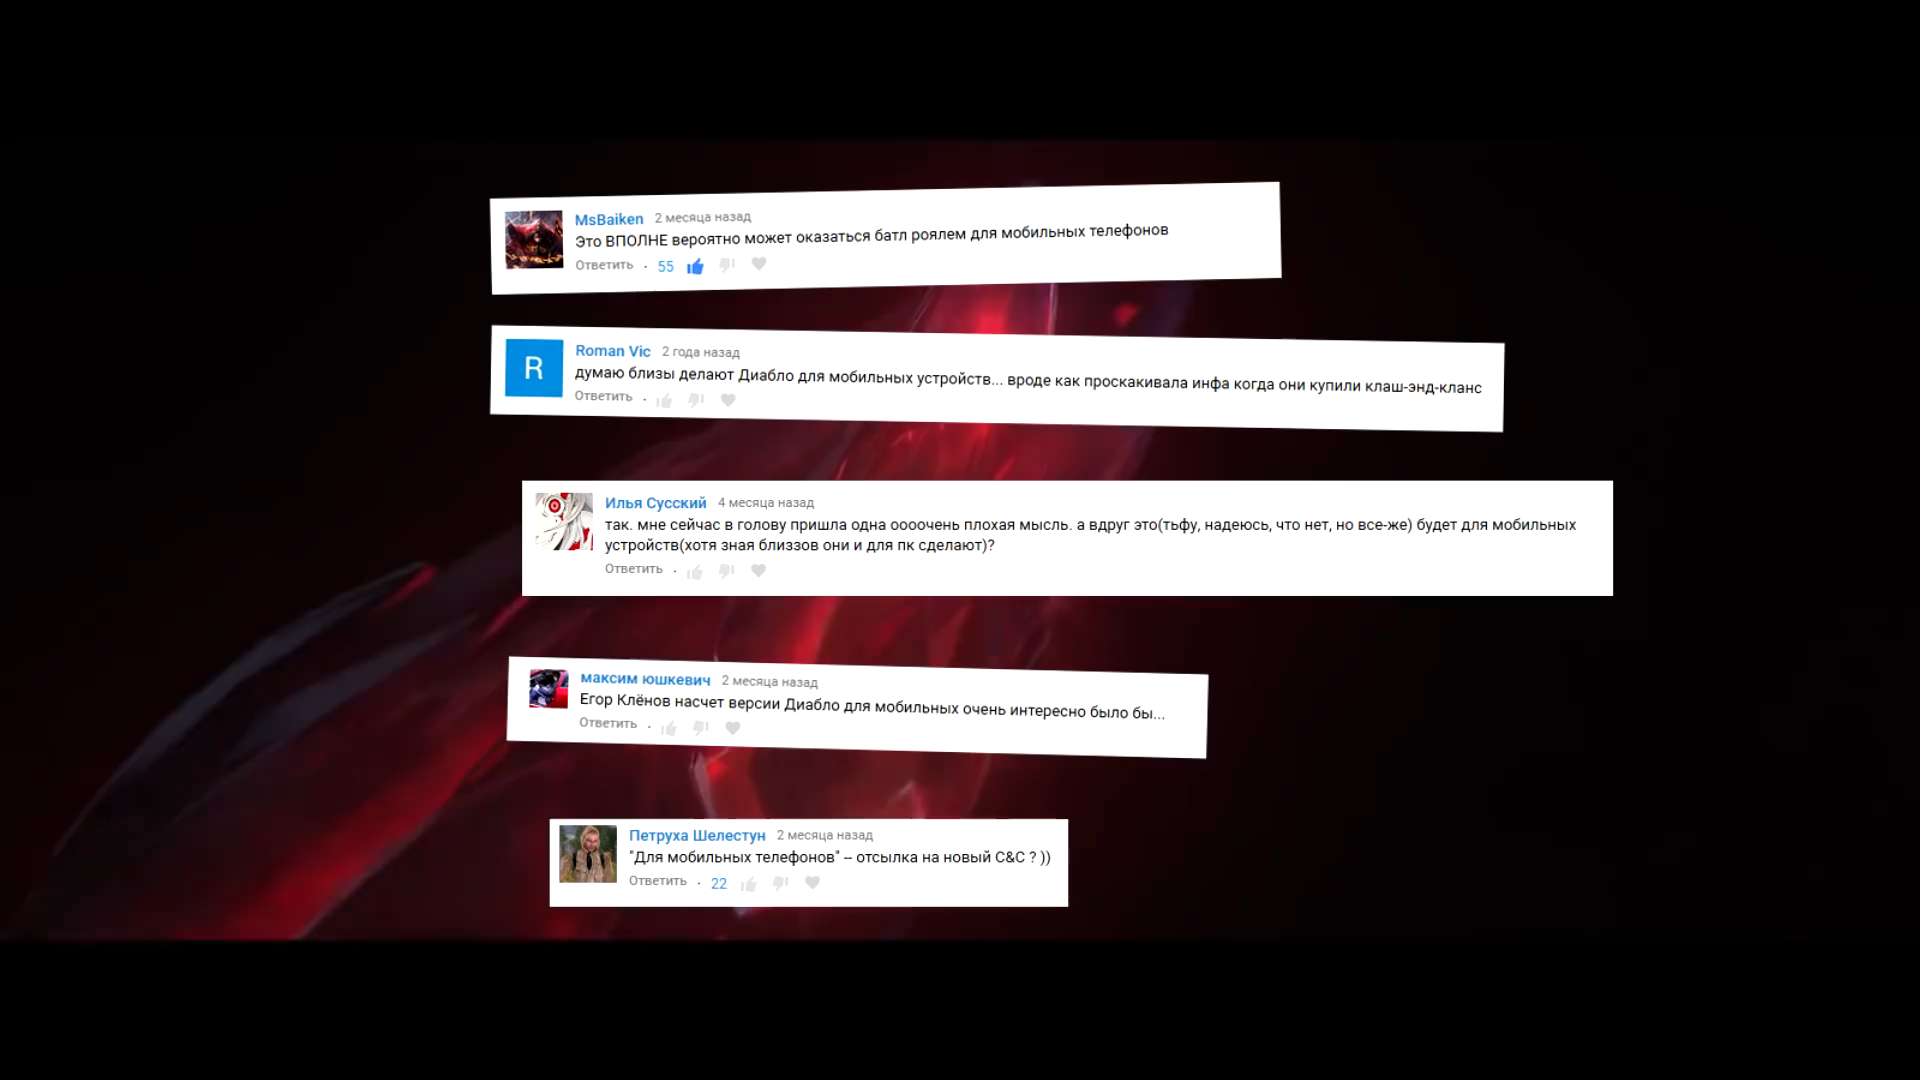 MsBaiken 2 месяца назад
Это ВПОЛНЕ вероятно может оказаться батл роялем для мобильных телефонов
Ответить · 55
R
Roman Vic 2 года назад
думаю близы делают Диабло для мобильных устройств... вроде как проскакивала инфа когда они купили клаш-энд-кланс
Ответить ·
Илья Сусский 4 месяца назад
так. мне сейчас в голову пришла одна оооочень плохая мысль. а вдруг это(тьфу, надеюсь, что нет, но все-же) будет для мобильных
устройств(хотя зная близзов они и для пк сделают)?
Ответить ·
максим юшкевич 2 месяца назад
Егор Клёнов насчет версии Диабло для мобильных очень интересно было бы...
Ответить ·
Петруха Шелестун 2 месяца назад
"Для мобильных телефонов" -- отсылка на новый C&C ? ))
Ответить · 22